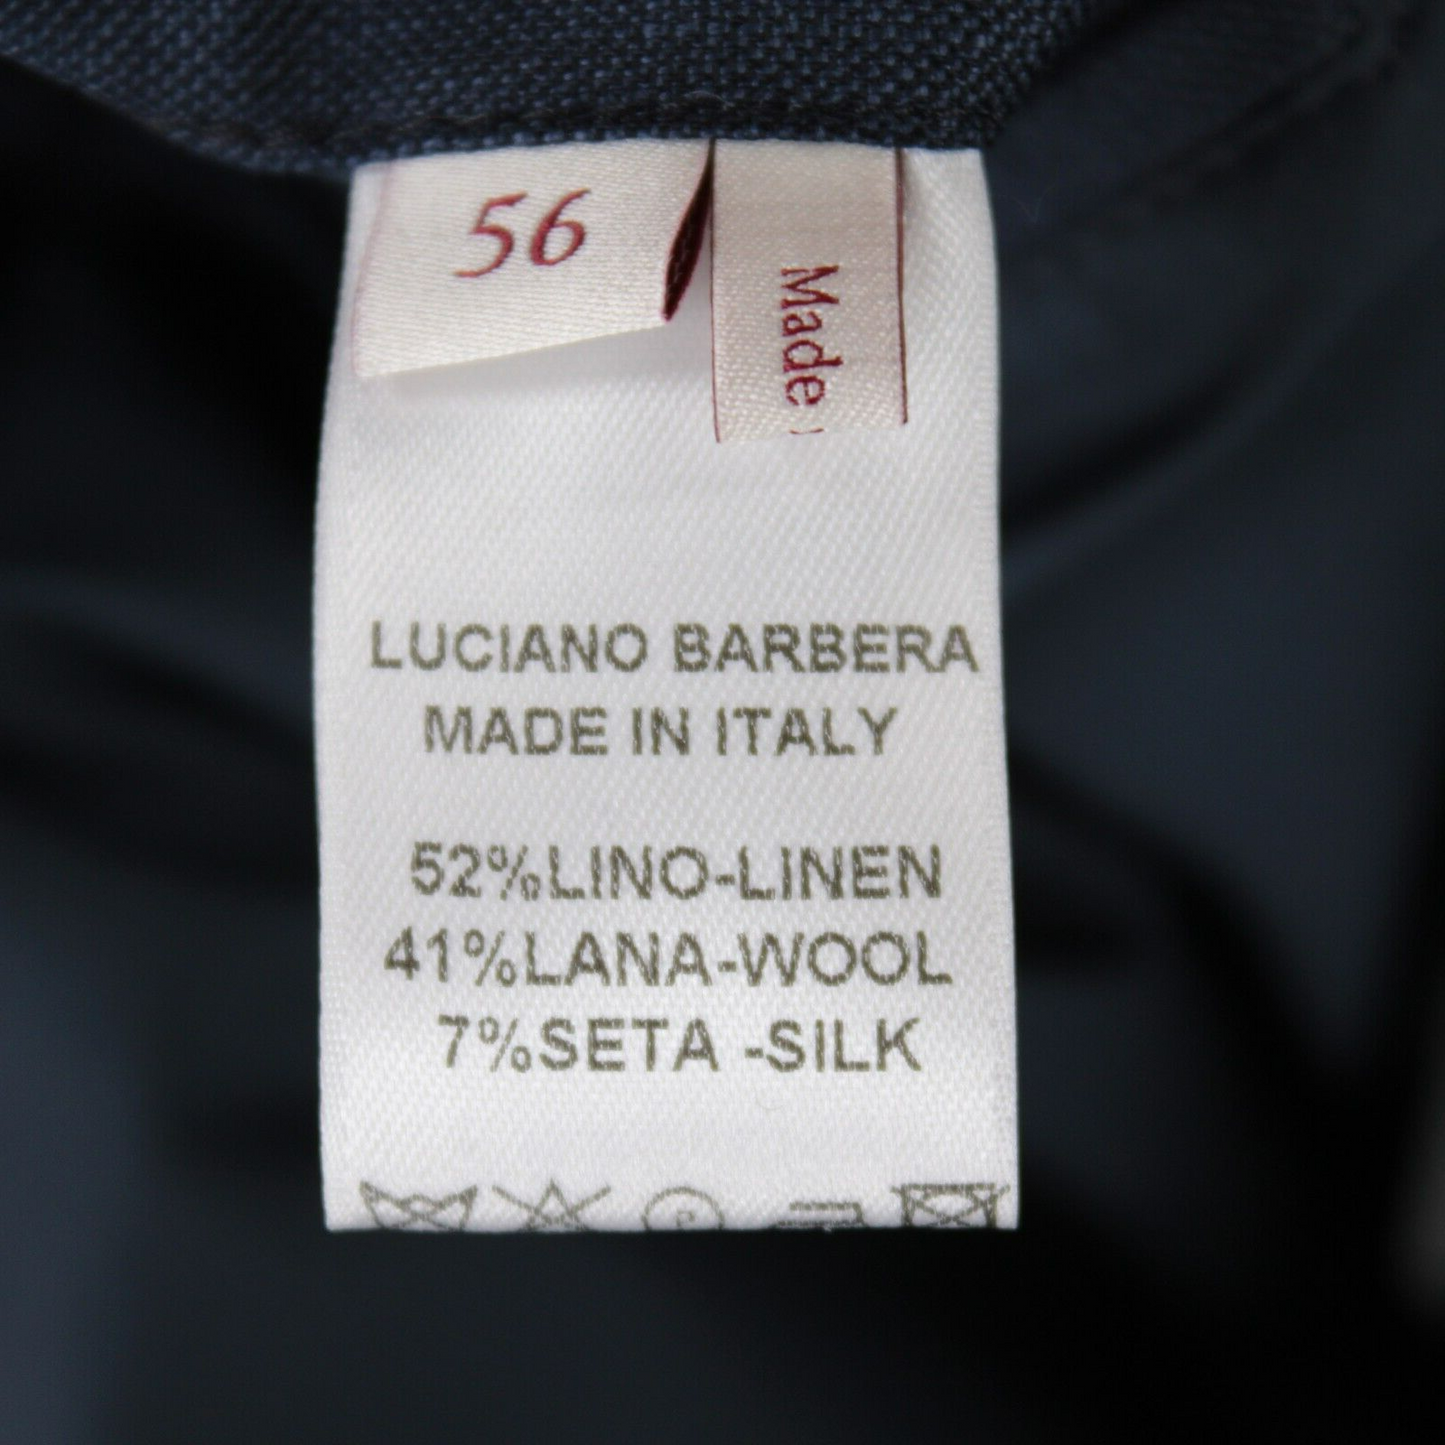 56
Made
LUCIANO BARBERA
MADE IN ITALY
52%LINO-LINEN
41%LANA-WOOL
7%SETA -SILK